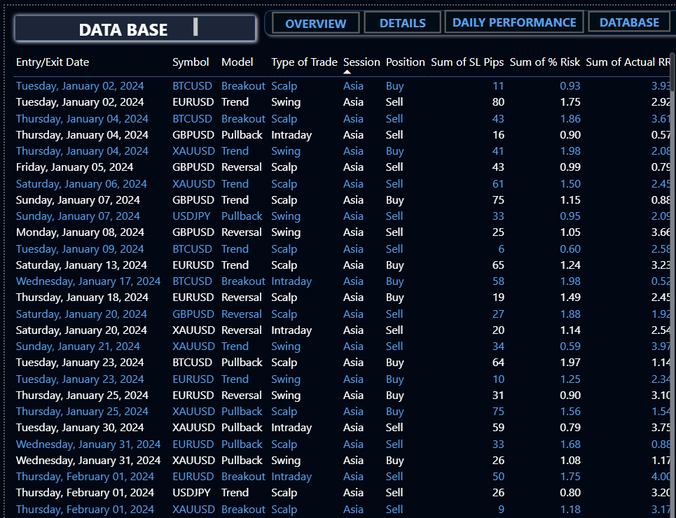 DATA BASE OVERVIEW DETAILS DAILY PERFORMANCE DATABASE
Entry/Exit Date Symbol Model Type of Trade Session Position Sum of SL Pips Sum of % Risk Sum of Actual RR
Tuesday, January 02, 2024 BTCUSD Breakout Scalp Asia Buy 11 0.93 3.93
Tuesday, January 02, 2024 EURUSD Trend Swing Asia Sell 80 1.75 2.92
Thursday, January 04, 2024 BTCUSD Breakout Scalp Asia Sell 43 1.86 3.61
Thursday, January 04, 2024 GBPUSD Pullback Intraday Asia Sell 16 0.90 0.57
Thursday, January 04, 2024 XAUUSD Trend Swing Asia Buy 41 1.98 2.08
Friday, January 05, 2024 GBPUSD Reversal Scalp Asia Sell 43 0.99 0.79
Saturday, January 06, 2024 XAUUSD Trend Scalp Asia Sell 61 1.50 2.45
Sunday, January 07, 2024 GBPUSD Trend Scalp Asia Buy 75 1.15 0.88
Sunday, January 07, 2024 USDJPY Pullback Swing Asia Sell 33 0.95 2.09
Monday, January 08, 2024 GBPUSD Reversal Swing Asia Sell 25 1.05 3.66
Tuesday, January 09, 2024 BTCUSD Trend Scalp Asia Sell 6 0.60 2.58
Saturday, January 13, 2024 EURUSD Trend Scalp Asia Buy 65 1.24 3.23
Wednesday, January 17, 2024 BTCUSD Breakout Intraday Asia Buy 58 1.98 0.52
Thursday, January 18, 2024 EURUSD Reversal Scalp Asia Buy 19 1.49 2.45
Saturday, January 20, 2024 GBPUSD Reversal Scalp Asia Sell 27 1.88 1.92
Saturday, January 20, 2024 XAUUSD Reversal Intraday Asia Sell 20 1.14 2.54
Sunday, January 21, 2024 XAUUSD Trend Swing Asia Sell 34 0.59 3.97
Tuesday, January 23, 2024 BTCUSD Pullback Scalp Asia Buy 64 1.97 1.14
Tuesday, January 23, 2024 EURUSD Trend Swing Asia Buy 10 1.25 2.34
Thursday, January 25, 2024 EURUSD Reversal Swing Asia Buy 31 0.90 3.10
Thursday, January 25, 2024 XAUUSD Pullback Scalp Asia Buy 75 1.56 1.54
Tuesday, January 30, 2024 XAUUSD Pullback Intraday Asia Sell 59 0.79 3.75
Wednesday, January 31, 2024 EURUSD Pullback Scalp Asia Sell 33 1.68 0.88
Wednesday, January 31, 2024 XAUUSD Pullback Swing Asia Buy 26 1.08 1.17
Thursday, February 01, 2024 EURUSD Breakout Intraday Asia Sell 50 1.75 4.00
Thursday, February 01, 2024 USDJPY Trend Scalp Asia Sell 26 0.80 3.20
Thursday, February 01, 2024 XAUUSD Breakout Scalp Asia Sell 9 1.18 3.17